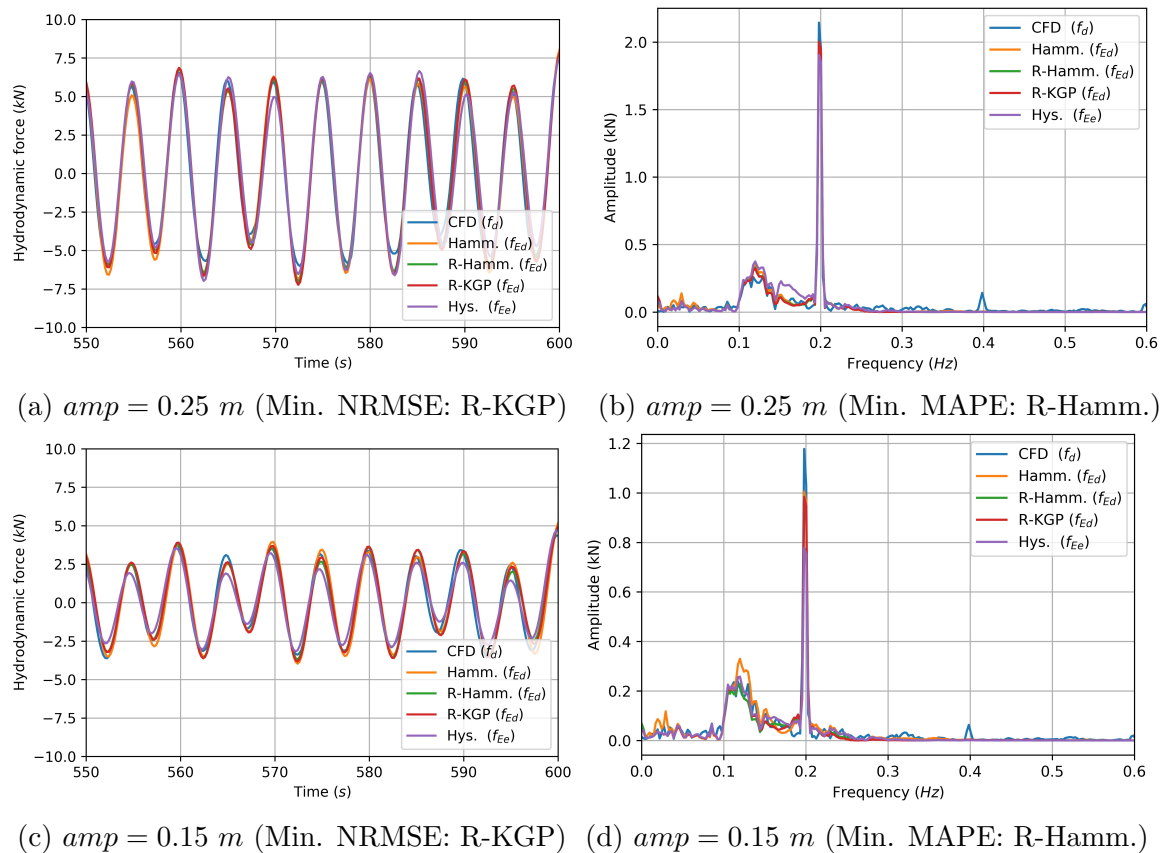 10.0
7.5
5.0
2.5
0.0
−2.5
−5.0
−7.5
−10.0
Hydrodynamic force (kN)
550 560 570 580 590 600
Time (s)
CFD (f_d)
Hamm. (f_Ed)
R-Hamm. (f_Ed)
R-KGP (f_Ed)
Hys. (f_Ee)
2.0
1.5
1.0
0.5
0.0
Amplitude (kN)
0.0 0.1 0.2 0.3 0.4 0.5 0.6
Frequency (Hz)
CFD (f_d)
Hamm. (f_Ed)
R-Hamm. (f_Ed)
R-KGP (f_Ed)
Hys. (f_Ee)
(a) amp = 0.25 m (Min. NRMSE: R-KGP)
(b) amp = 0.25 m (Min. MAPE: R-Hamm.)
10.0
7.5
5.0
2.5
0.0
−2.5
−5.0
−7.5
−10.0
Hydrodynamic force (kN)
550 560 570 580 590 600
Time (s)
CFD (f_d)
Hamm. (f_Ed)
R-Hamm. (f_Ed)
R-KGP (f_Ed)
Hys. (f_Ee)
1.2
1.0
0.8
0.6
0.4
0.2
0.0
Amplitude (kN)
0.0 0.1 0.2 0.3 0.4 0.5 0.6
Frequency (Hz)
CFD (f_d)
Hamm. (f_Ed)
R-Hamm. (f_Ed)
R-KGP (f_Ed)
Hys. (f_Ee)
(c) amp = 0.15 m (Min. NRMSE: R-KGP)
(d) amp = 0.15 m (Min. MAPE: R-Hamm.)